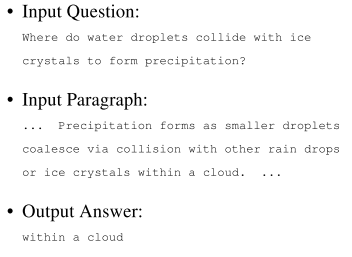 • Input Question:
Where do water droplets collide with ice
crystals to form precipitation?
• Input Paragraph:
... Precipitation forms as smaller droplets
coalesce via collision with other rain drops
or ice crystals within a cloud. ...
• Output Answer:
within a cloud